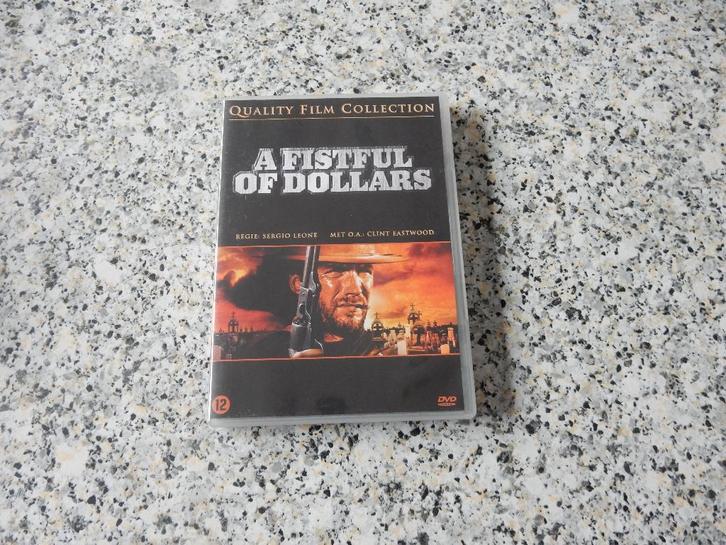 QUALITY FILM COLLECTION
A FISTFUL
OF DOLLARS
REGIE: SERGIO LEONE MET O.A.: CLINT EASTWOOD
12
DVD